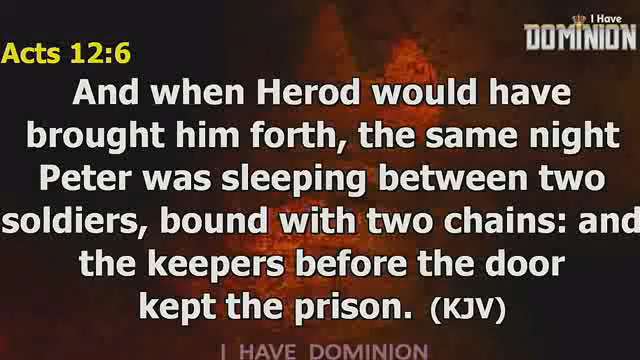 I Have
DOMINION
Acts 12:6
And when Herod would have
brought him forth, the same night
Peter was sleeping between two
soldiers, bound with two chains: and
the keepers before the door
kept the prison. (KJV)
I HAVE DOMINION